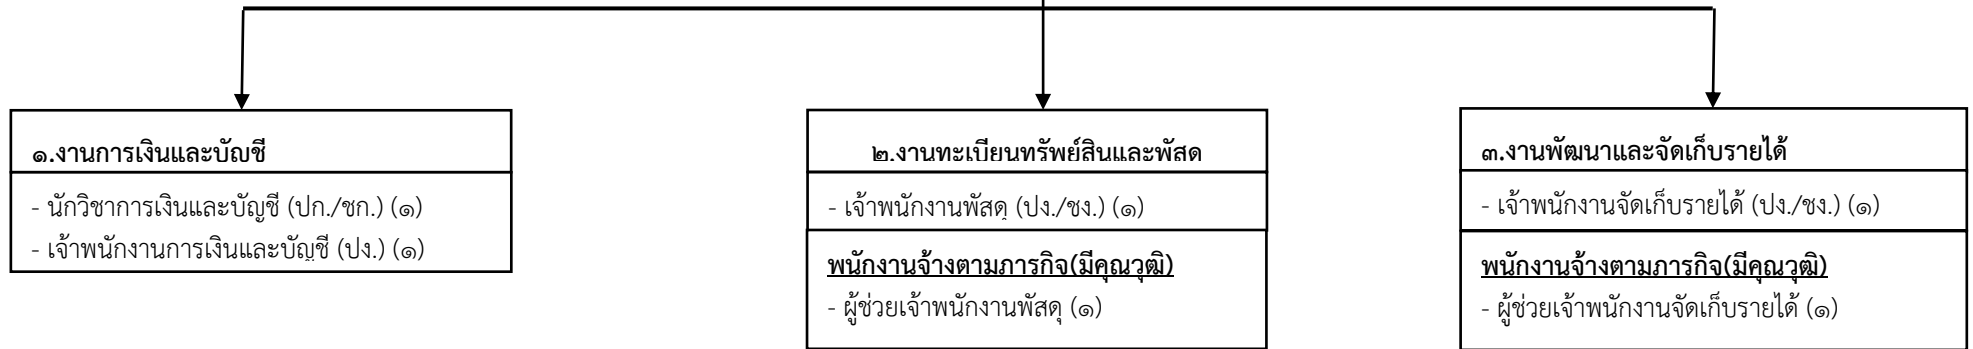 ๑.งานการเงินและบัญชี
- นักวิชาการเงินและบัญชี (ปก./ชก.) (๑)
- เจ้าพนักงานการเงินและบัญชี (ปง.) (๑)
๒.งานทะเบียนทรัพย์สินและพัสดุ
- เจ้าพนักงานพัสดุ (ปง./ชง.) (๑)
พนักงานจ้างตามภารกิจ(มีคุณวุฒิ)
- ผู้ช่วยเจ้าพนักงานพัสดุ (๑)
๓.งานพัฒนาและจัดเก็บรายได้
- เจ้าพนักงานจัดเก็บรายได้ (ปง./ชง.) (๑)
พนักงานจ้างตามภารกิจ(มีคุณวุฒิ)
- ผู้ช่วยเจ้าพนักงานจัดเก็บรายได้ (๑)